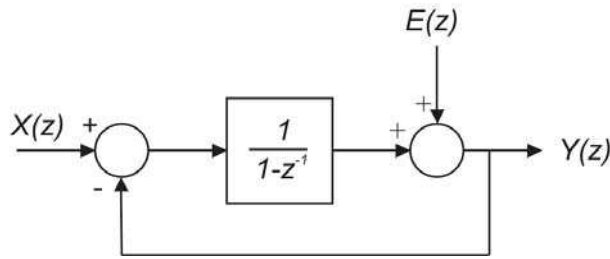 E(z)
+
X(z) + 1 + Y(z)
1-z⁻¹
-